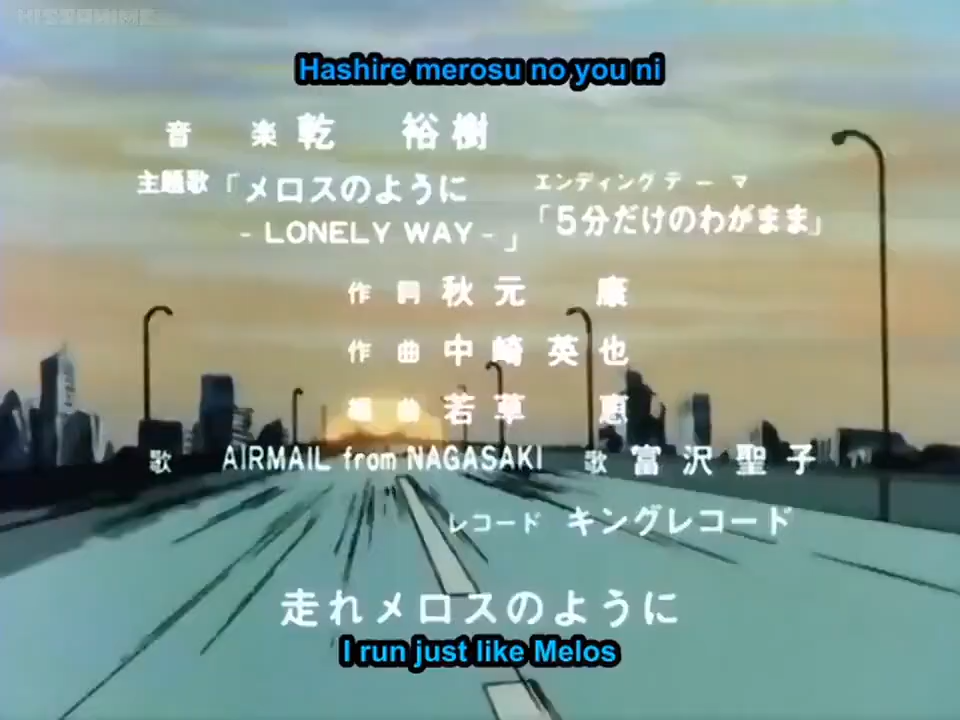 KISSANIME
Hashire merosu no you ni
音 楽 乾 裕樹
主題歌「メロスのように エンディングテーマ
- LONELY WAY - 」 「5分だけのわがまま」
作 詞 秋元 康
作 曲 中崎英也
編 曲 若草 恵
歌 AIRMAIL from NAGASAKI 歌 富沢聖子
レコード キングレコード
走れメロスのように
I run just like Melos